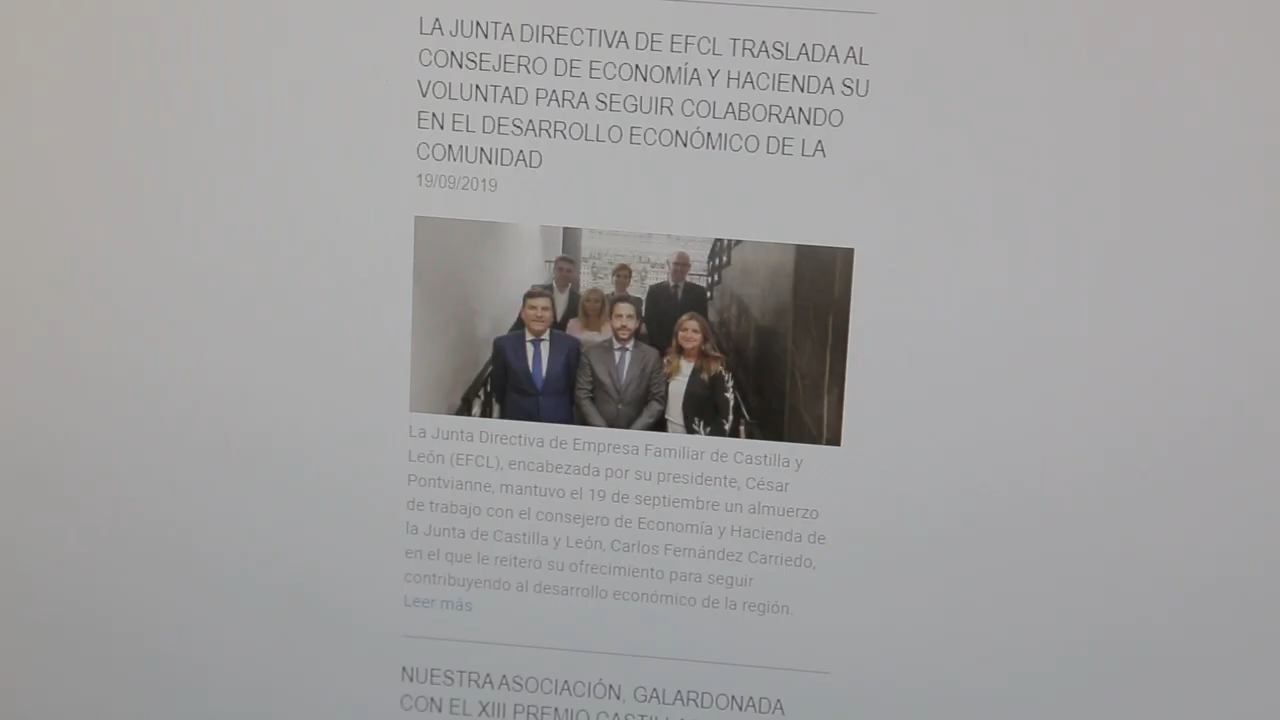 LA JUNTA DIRECTIVA DE EFCL TRASLADA AL
CONSEJERO DE ECONOMÍA Y HACIENDA SU
VOLUNTAD PARA SEGUIR COLABORANDO
EN EL DESARROLLO ECONÓMICO DE LA
COMUNIDAD
19/09/2019
La Junta Directiva de Empresa Familiar de Castilla y
León (EFCL), encabezada por su presidente, César
Pontvianne, mantuvo el 19 de septiembre un almuerzo
de trabajo con el consejero de Economía y Hacienda de
la Junta de Castilla y León, Carlos Fernández Carriedo,
en el que le reiteró su ofrecimiento para seguir
contribuyendo al desarrollo económico de la región.
Leer más
NUESTRA ASOCIACIÓN, GALARDONADA
CON EL XIII PREMIO